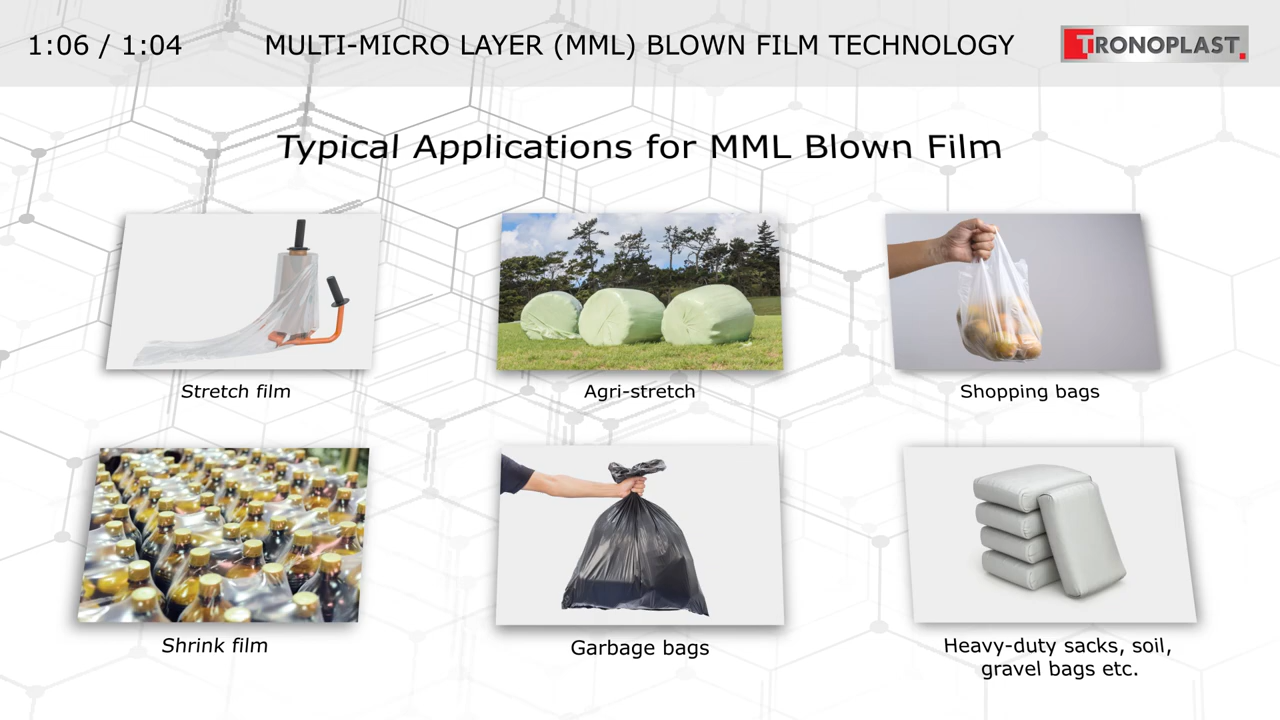 1:06 / 1:04
MULTI-MICRO LAYER (MML) BLOWN FILM TECHNOLOGY
TRONOPLAST.
Typical Applications for MML Blown Film
Stretch film
Agri-stretch
Shopping bags
Shrink film
Garbage bags
Heavy-duty sacks, soil,
gravel bags etc.